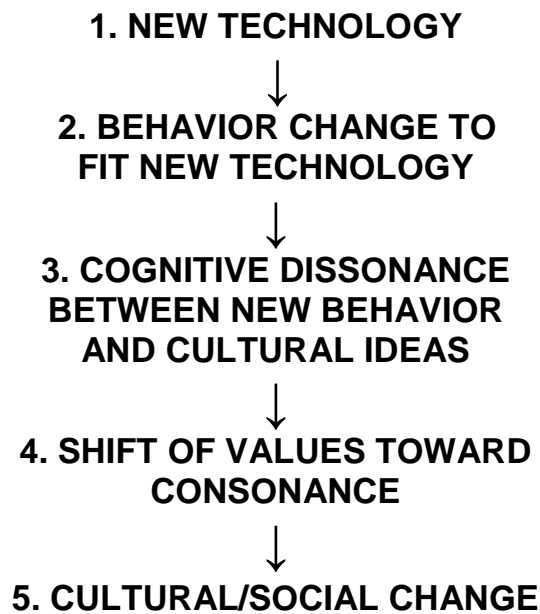 1. NEW TECHNOLOGY
↓
2. BEHAVIOR CHANGE TO
FIT NEW TECHNOLOGY
↓
3. COGNITIVE DISSONANCE
BETWEEN NEW BEHAVIOR
AND CULTURAL IDEAS
↓
4. SHIFT OF VALUES TOWARD
CONSONANCE
↓
5. CULTURAL/SOCIAL CHANGE